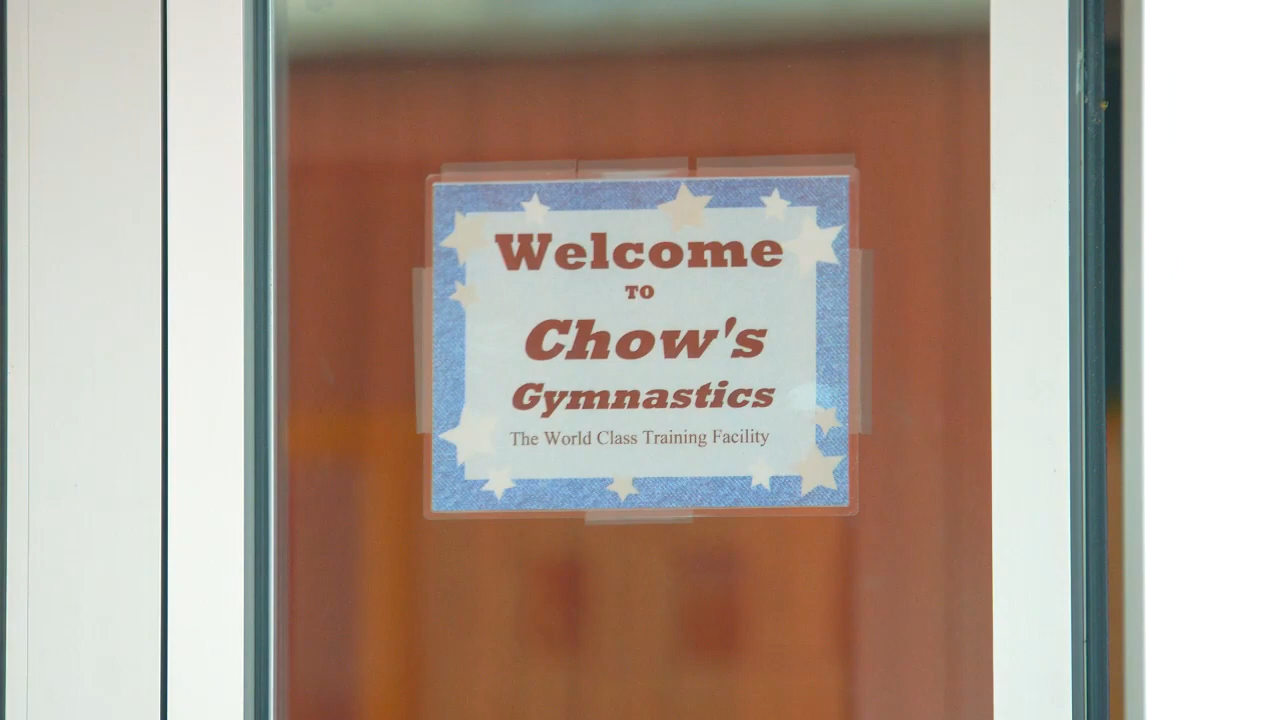 Welcome
TO
Chow's
Gymnastics
The World Class Training Facility